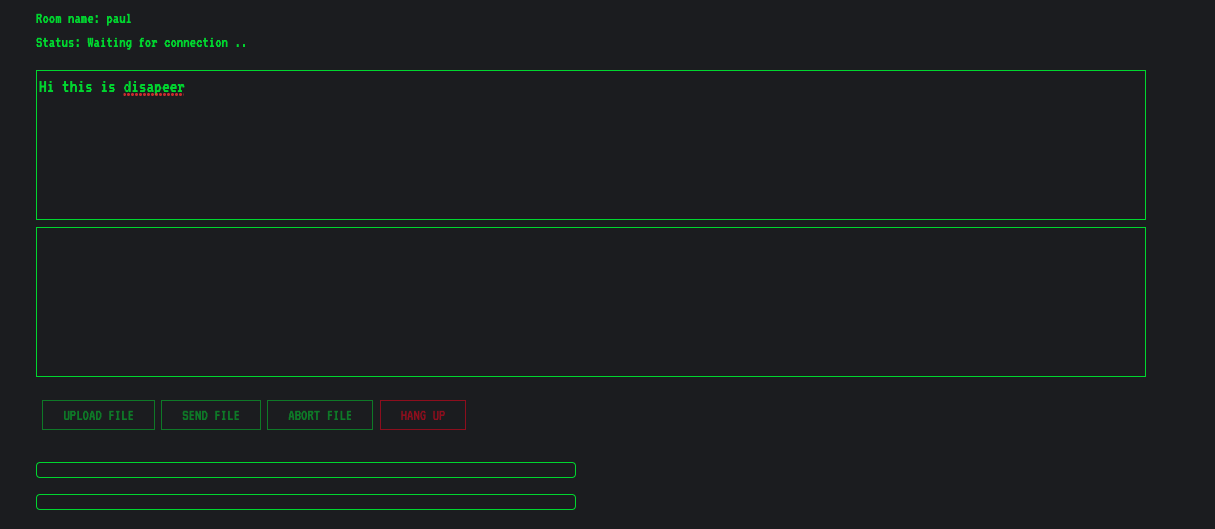 Room name: paul
Status: Waiting for connection ..
Hi this is disapeer
UPLOAD FILE
SEND FILE
ABORT FILE
HANG UP